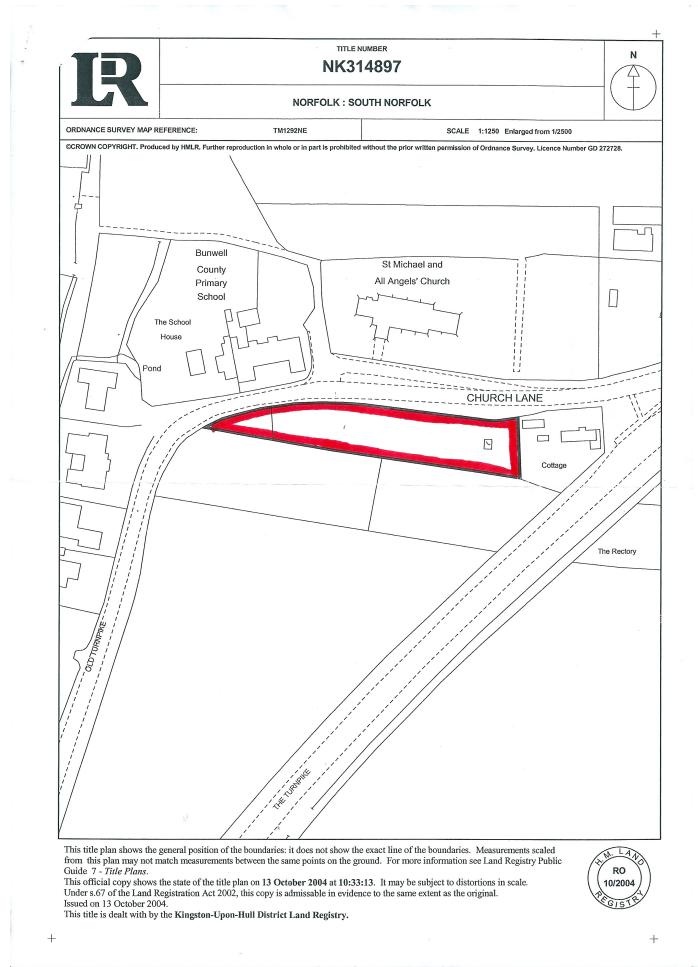 LR
TITLE NUMBER
NK314897
NORFOLK : SOUTH NORFOLK
N
ORDNANCE SURVEY MAP REFERENCE:
TM1292NE
SCALE 1:1250 Enlarged from 1/2500
©CROWN COPYRIGHT. Produced by HMLR. Further reproduction in whole or in part is prohibited without the prior written permission of Ordnance Survey. Licence Number GD 272728.
Bunwell
County
Primary
School
St Michael and
All Angels' Church
The School
House
Pond
CHURCH LANE
Cottage
The Rectory
OLD TURNPIKE
THE TURNPIKE
This title plan shows the general position of the boundaries: it does not show the exact line of the boundaries. Measurements scaled
from this plan may not match measurements between the same points on the ground. For more information see Land Registry Public
Guide 7 - Title Plans.
This official copy shows the state of the title plan on 13 October 2004 at 10:33:13. It may be subject to distortions in scale.
Under s.67 of the Land Registration Act 2002, this copy is admissable in evidence to the same extent as the original.
Issued on 13 October 2004.
This title is dealt with by the Kingston-Upon-Hull District Land Registry.
H.M. LAND
RO
10/2004
REGISTRY